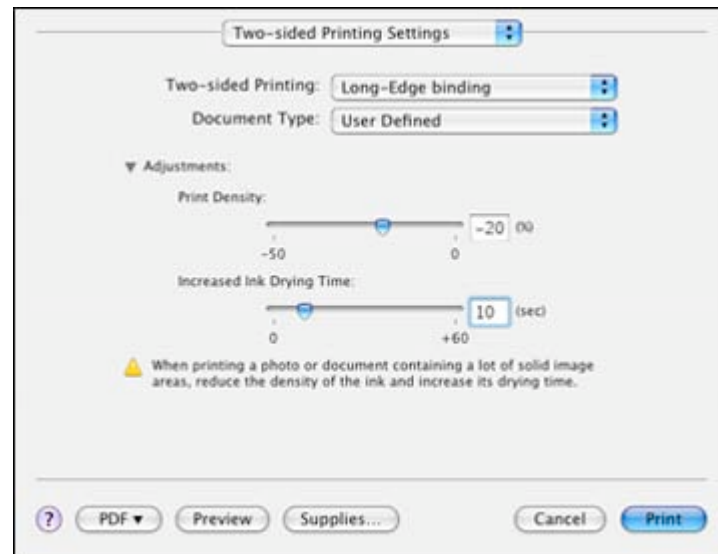 Two-sided Printing Settings
Two-sided Printing: Long-Edge binding
Document Type: User Defined
▼ Adjustments:
Print Density:
-20 (%)
-50 0
Increased Ink Drying Time:
10 (sec)
0 +60
When printing a photo or document containing a lot of solid image
areas, reduce the density of the ink and increase its drying time.
? PDF ▼ Preview Supplies... Cancel Print